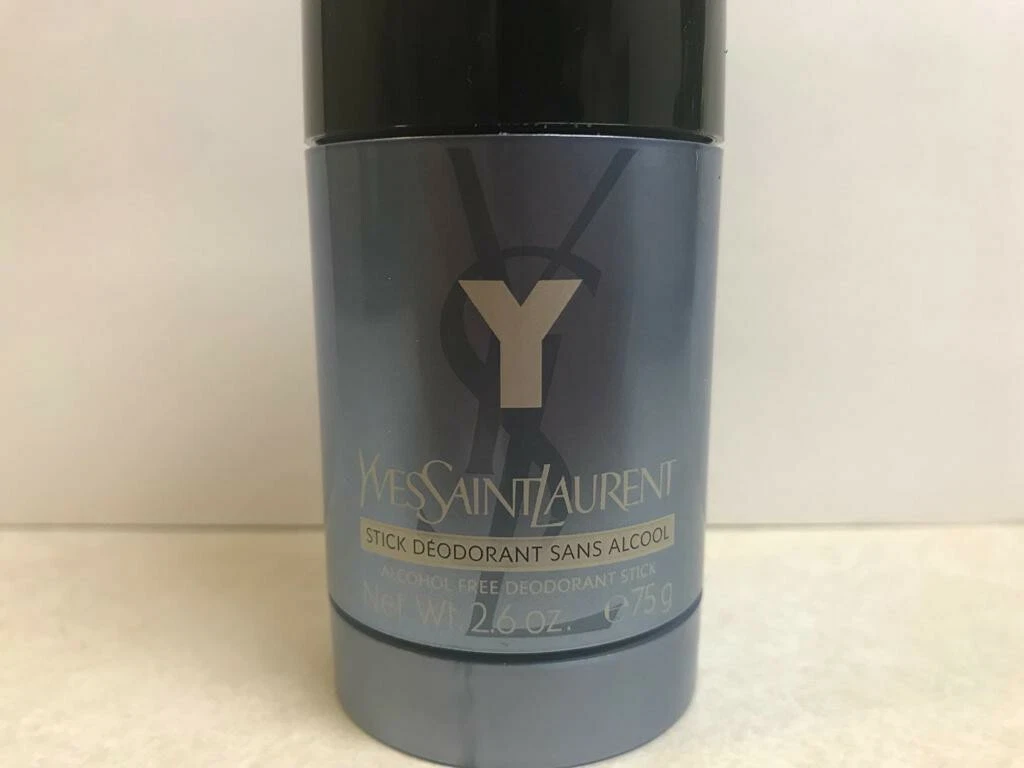 Y
YVESSAINTLAURENT
STICK DÉODORANT SANS ALCOOL
ALCOHOL FREE DEODORANT STICK
Net Wt. 2.6 oz. ℮ 75 g